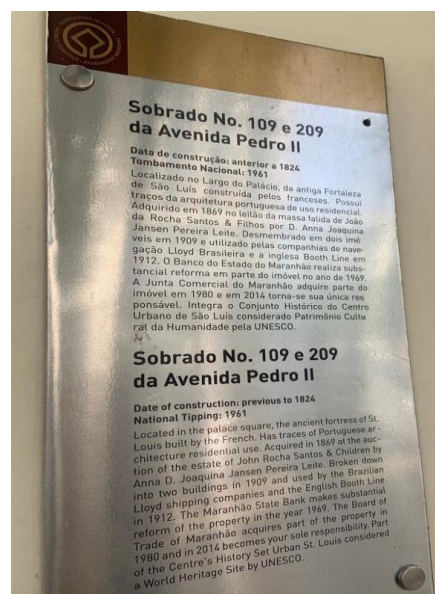 Sobrado No. 109 e 209
da Avenida Pedro II
Data de construção: anterior a 1824
Tombamento Nacional: 1961
Localizado no Largo do Palácio, da antiga Fortaleza
de São Luís construída pelos franceses. Possui
traços da arquitetura portuguesa de uso residencial.
Adquirido em 1869 no leilão da massa falida de João
da Rocha Santos & Filhos por D. Anna Joaquina
Jansen Pereira Leite. Desmembrado em dois imó
veis em 1909 e utilizado pelas companhias de nave-
gação Lloyd Brasileira e a inglesa Booth Line em
1912. O Banco do Estado do Maranhão realiza subs-
tancial reforma em parte do imóvel no ano de 1969.
A Junta Comercial do Maranhão adquire parte do
imóvel em 1980 e em 2014 torna-se sua única res
ponsável. Integra o Conjunto Histórico do Centro
Urbano de São Luís considerado Patrimônio Cultu
ral da Humanidade pela UNESCO.
Sobrado No. 109 e 209
da Avenida Pedro II
Date of construction: previous to 1824
National Tipping: 1961
Located in the palace square, the ancient fortress of St.
Louis built by the French. Has traces of Portuguese ar-
chitecture residential use. Acquired in 1869 at the auc-
tion of the estate of John Rocha Santos & Children by
Anna D. Joaquina Jansen Pereira Leite. Broken down
into two buildings in 1909 and used by the Brazilian
Lloyd shipping companies and the English Booth Line
in 1912. The Maranhão State Bank makes substantial
reform of the property in the year 1969. The Board of
Trade of Maranhão acquires part of the property in
1980 and in 2014 becomes your sole responsibility. Part
of the Centre's History Set Urban St. Louis considered
a World Heritage Site by UNESCO.